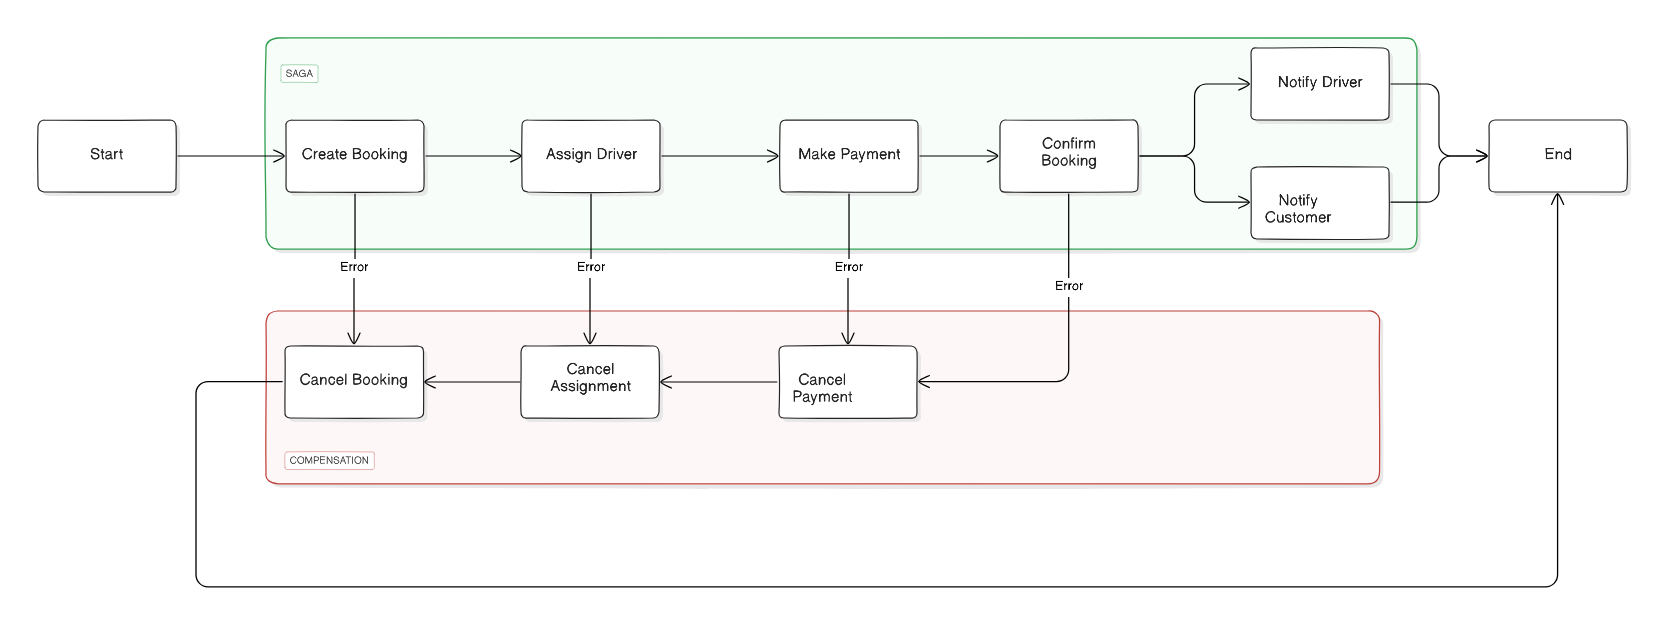 SAGA
Notify Driver
Start
Create Booking
Assign Driver
Make Payment
Confirm
Booking
End
Notify
Customer
Error
Error
Error
Error
Cancel Booking
Cancel
Assignment
Cancel
Payment
COMPENSATION